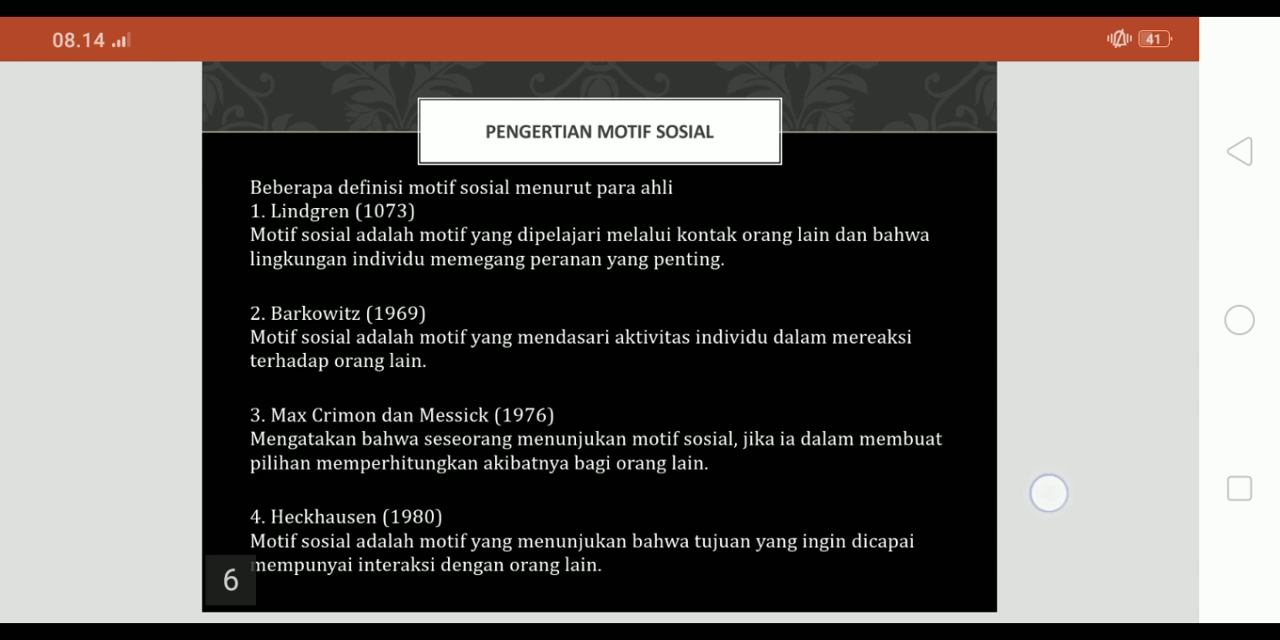 08.14
41
PENGERTIAN MOTIF SOSIAL
Beberapa definisi motif sosial menurut para ahli
1. Lindgren (1073)
Motif sosial adalah motif yang dipelajari melalui kontak orang lain dan bahwa
lingkungan individu memegang peranan yang penting.
2. Barkowitz (1969)
Motif sosial adalah motif yang mendasari aktivitas individu dalam mereaksi
terhadap orang lain.
3. Max Crimon dan Messick (1976)
Mengatakan bahwa seseorang menunjukan motif sosial, jika ia dalam membuat
pilihan memperhitungkan akibatnya bagi orang lain.
4. Heckhausen (1980)
Motif sosial adalah motif yang menunjukan bahwa tujuan yang ingin dicapai
mempunyai interaksi dengan orang lain.
6